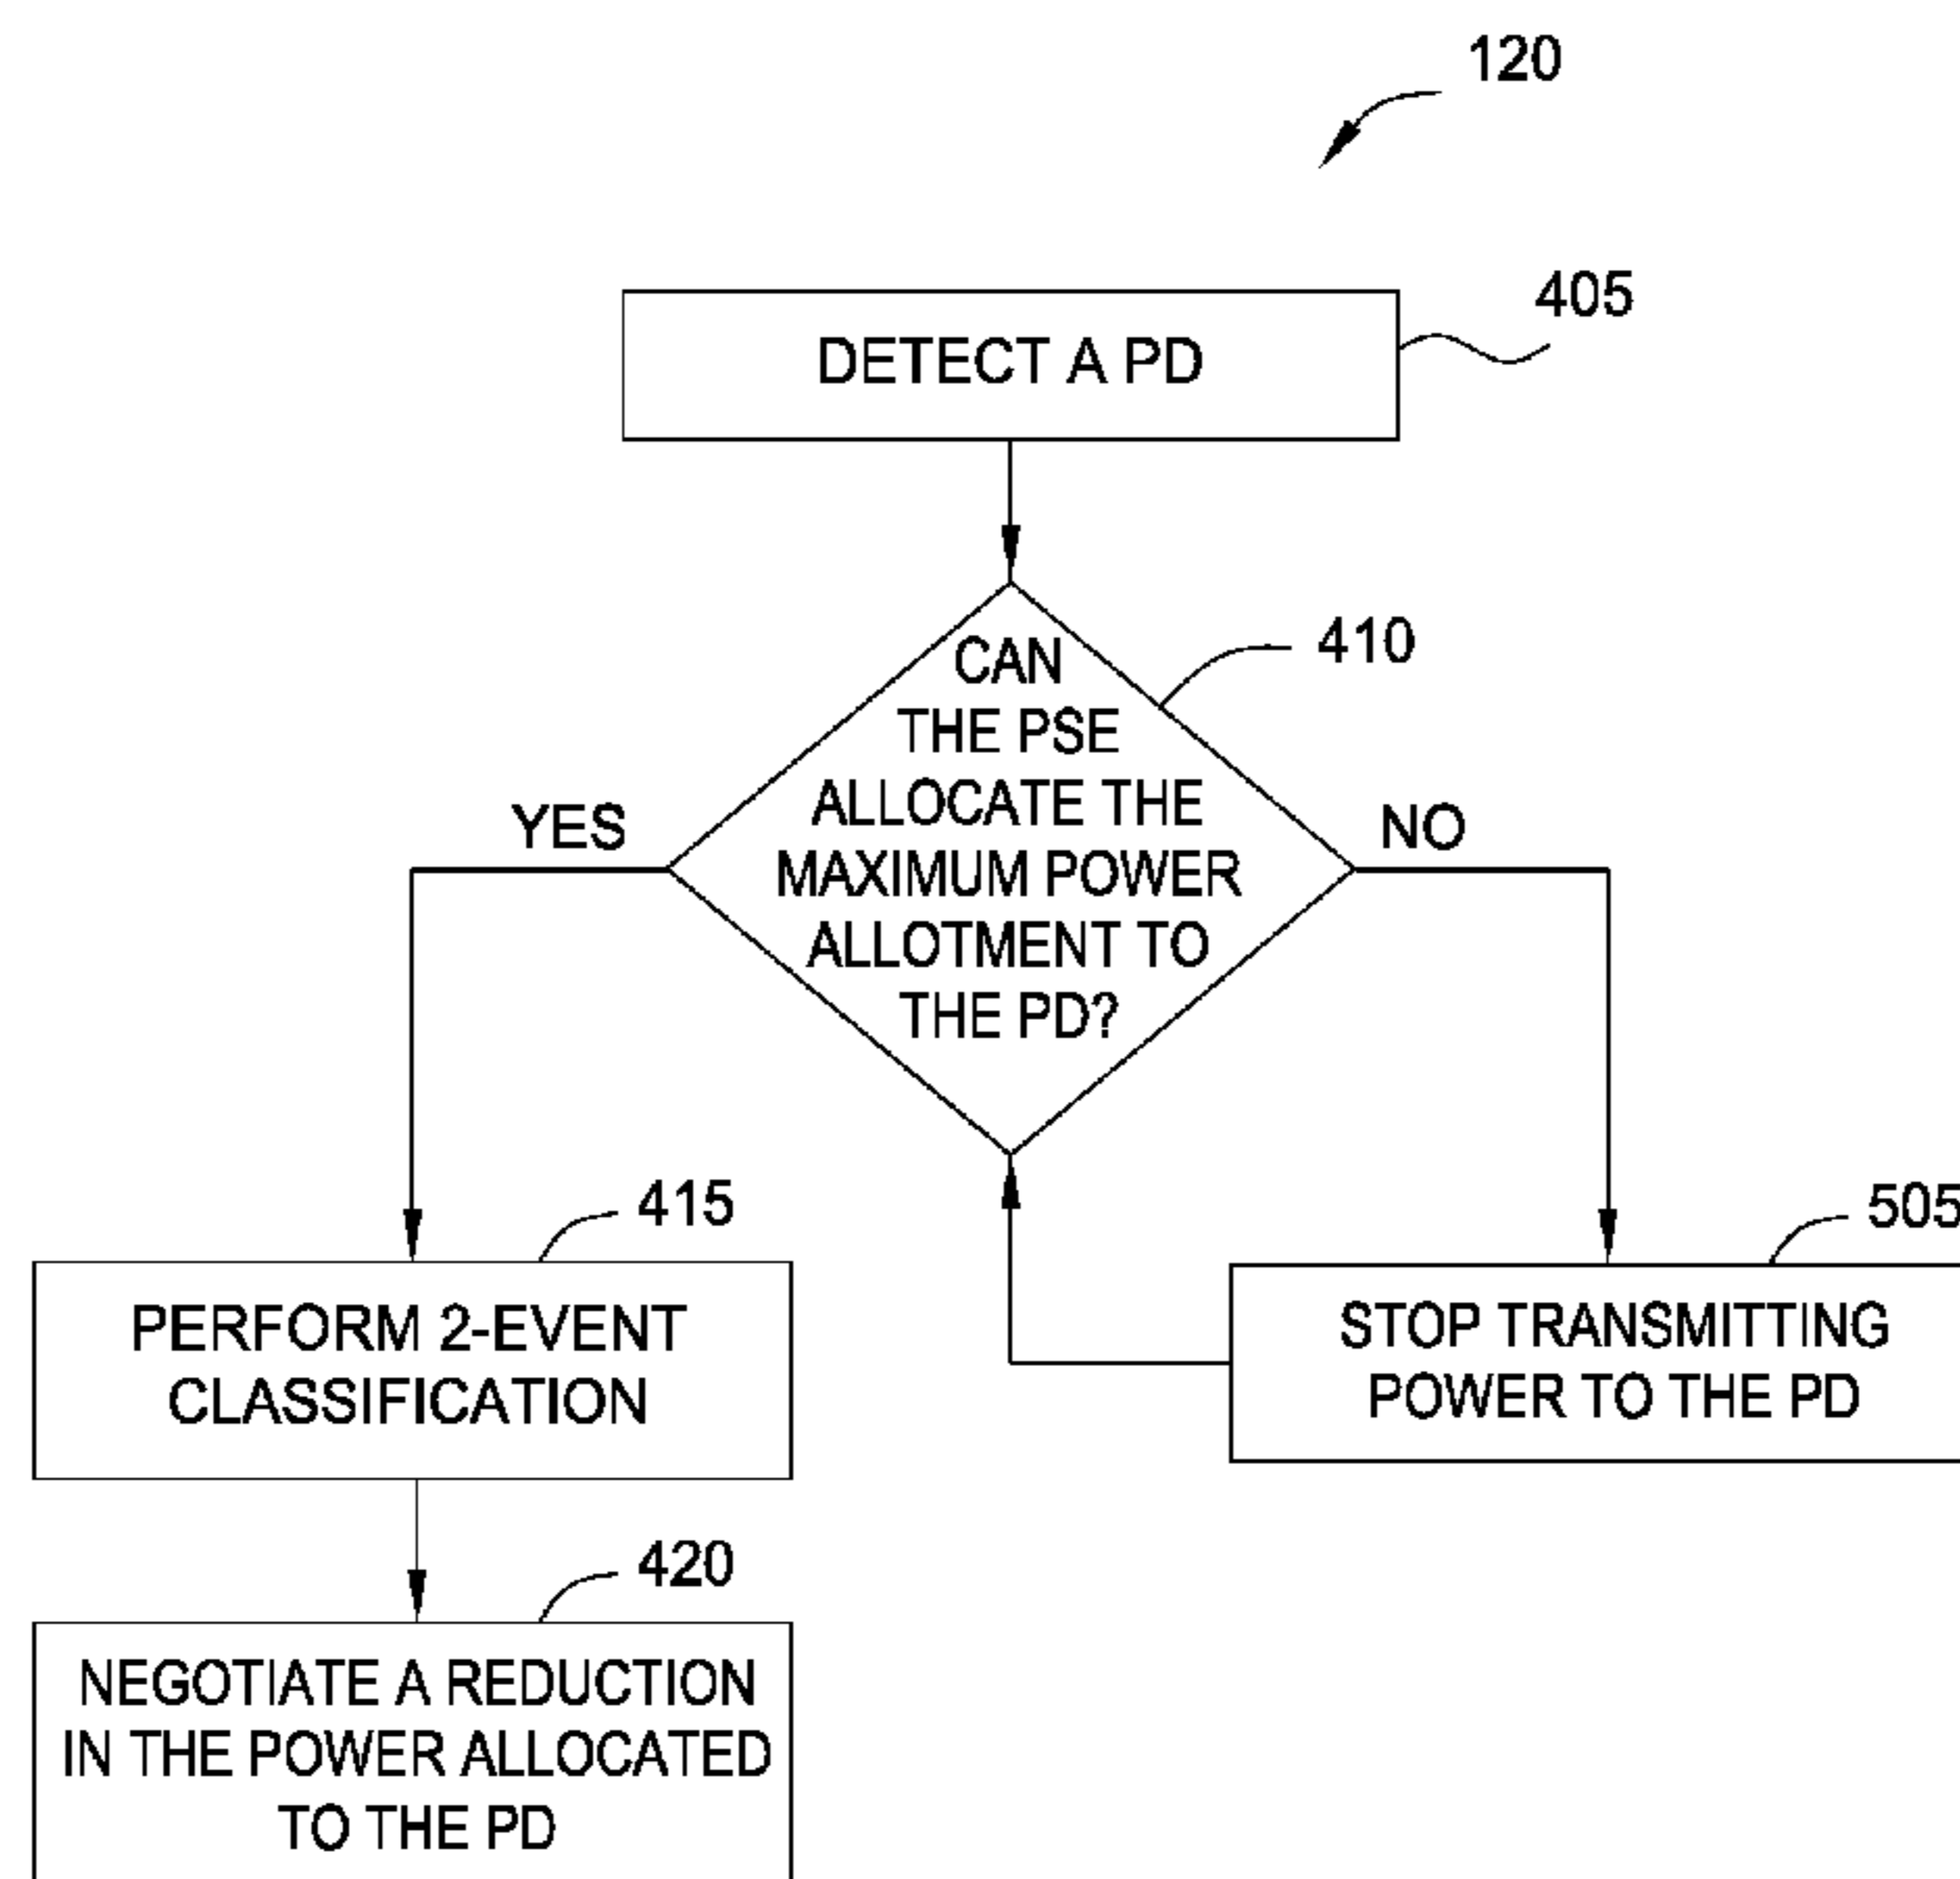 120
405
DETECT A PD
410
CAN
THE PSE
ALLOCATE THE
MAXIMUM POWER
ALLOTMENT TO
THE PD?
YES
NO
415
PERFORM 2-EVENT
CLASSIFICATION
505
STOP TRANSMITTING
POWER TO THE PD
420
NEGOTIATE A REDUCTION
IN THE POWER ALLOCATED
TO THE PD